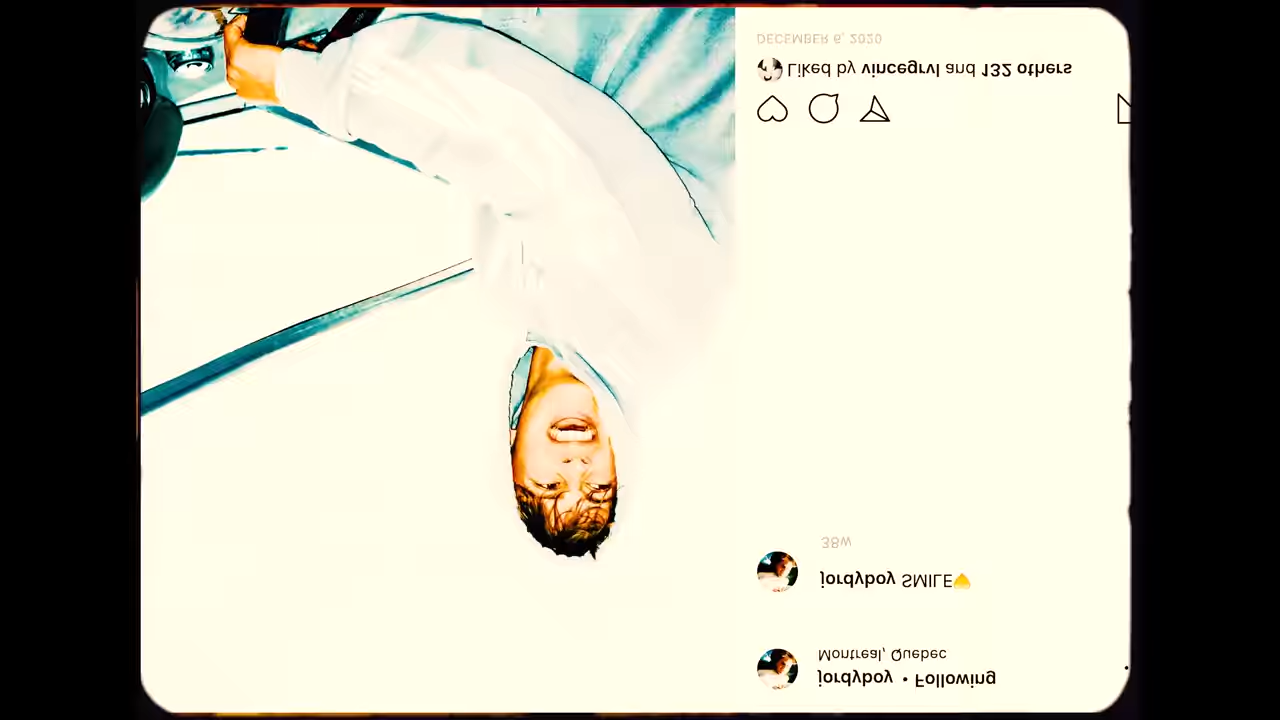 jordyboy • Following
Montreal, Quebec
jordyboy SMILE💛
38w
Liked by vincegrvl and 132 others
DECEMBER 6, 2020